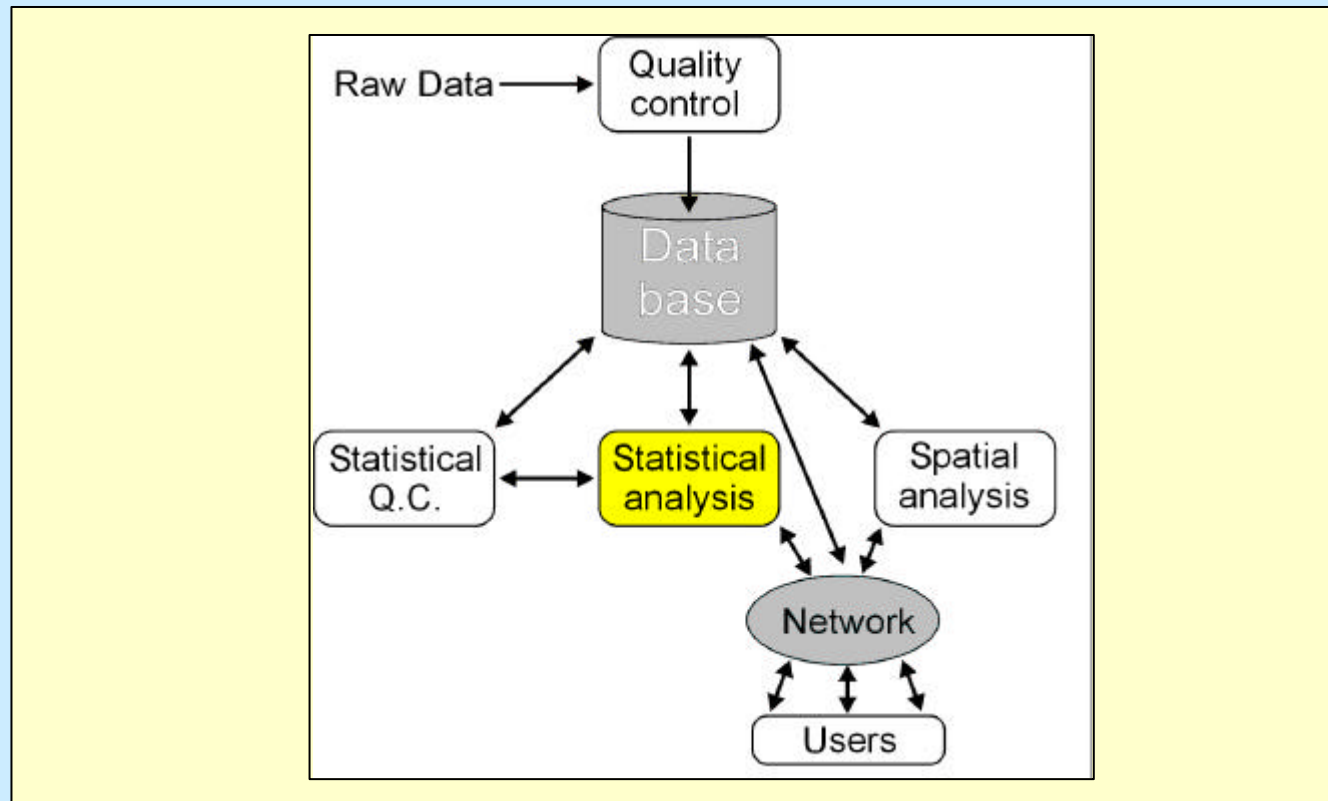 Raw Data
Quality
control
Data
base
Statistical
Q.C.
Statistical
analysis
Spatial
analysis
Network
Users